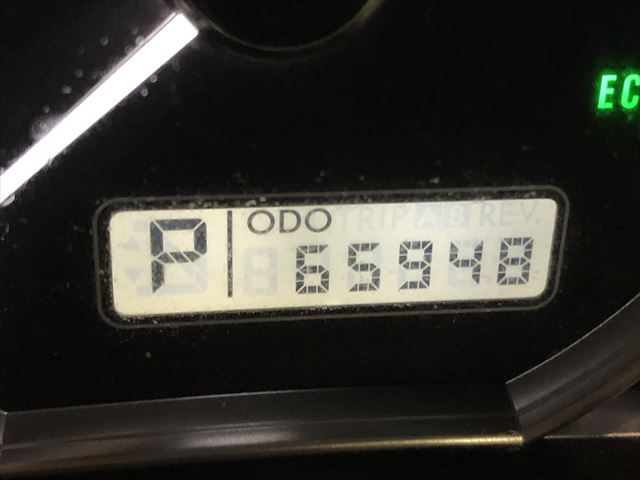 EC
P ODO TRIP A B REV.
65948